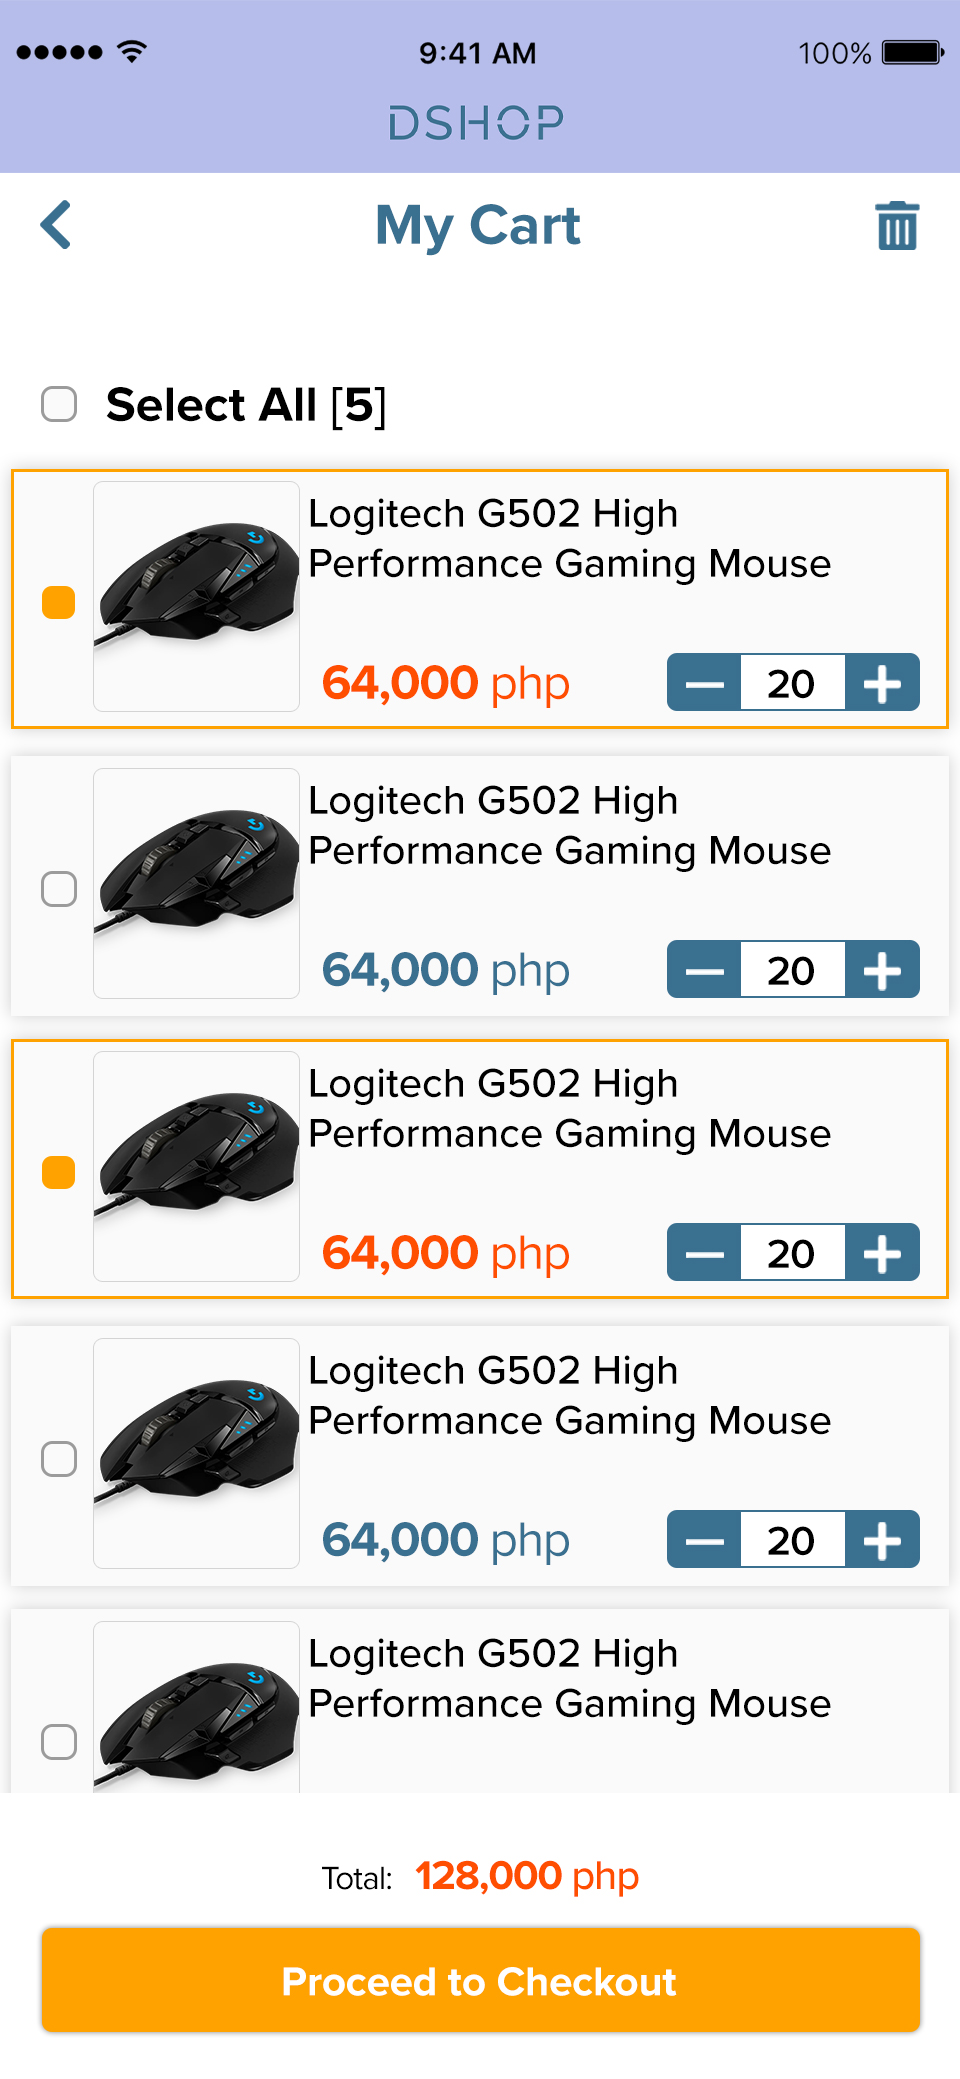 9:41 AM
100%
DSHOP
My Cart
Select All [5]
Logitech G502 High
Performance Gaming Mouse
64,000 php
20
Logitech G502 High
Performance Gaming Mouse
64,000 php
20
Logitech G502 High
Performance Gaming Mouse
64,000 php
20
Logitech G502 High
Performance Gaming Mouse
64,000 php
20
Logitech G502 High
Performance Gaming Mouse
Total: 128,000 php
Proceed to Checkout